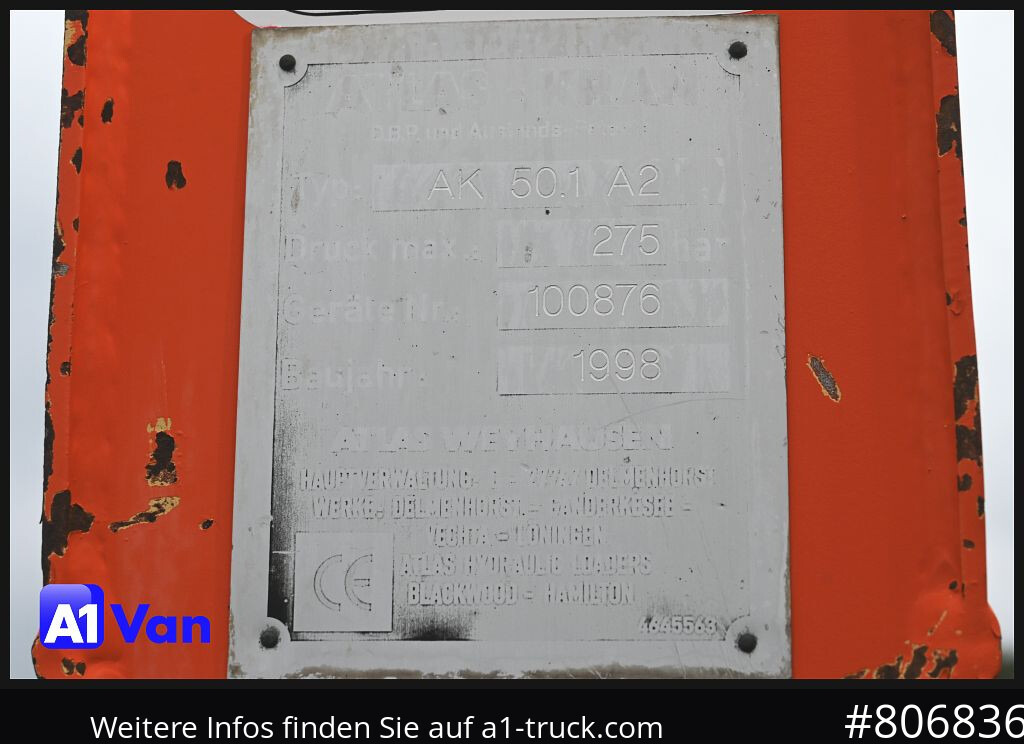 ATLAS KRAN
D.B.P. und Auslands-Patente
Typ: AK 50.1 A2
Druck max.: 275 bar
Geräte Nr.: 100876
Baujahr: 1998
ATLAS WEYHAUSEN
HAUPTVERWALTUNG: D - 27747 DELMENHORST
WERKE: DELMENHORST - GANDERKESEE -
VECHTA - LÖNINGEN
ATLAS HYDRAULIC LOADERS
BLACKWOOD - HAMILTON
CE
4645563
A1 Van
Weitere Infos finden Sie auf a1-truck.com
#806836